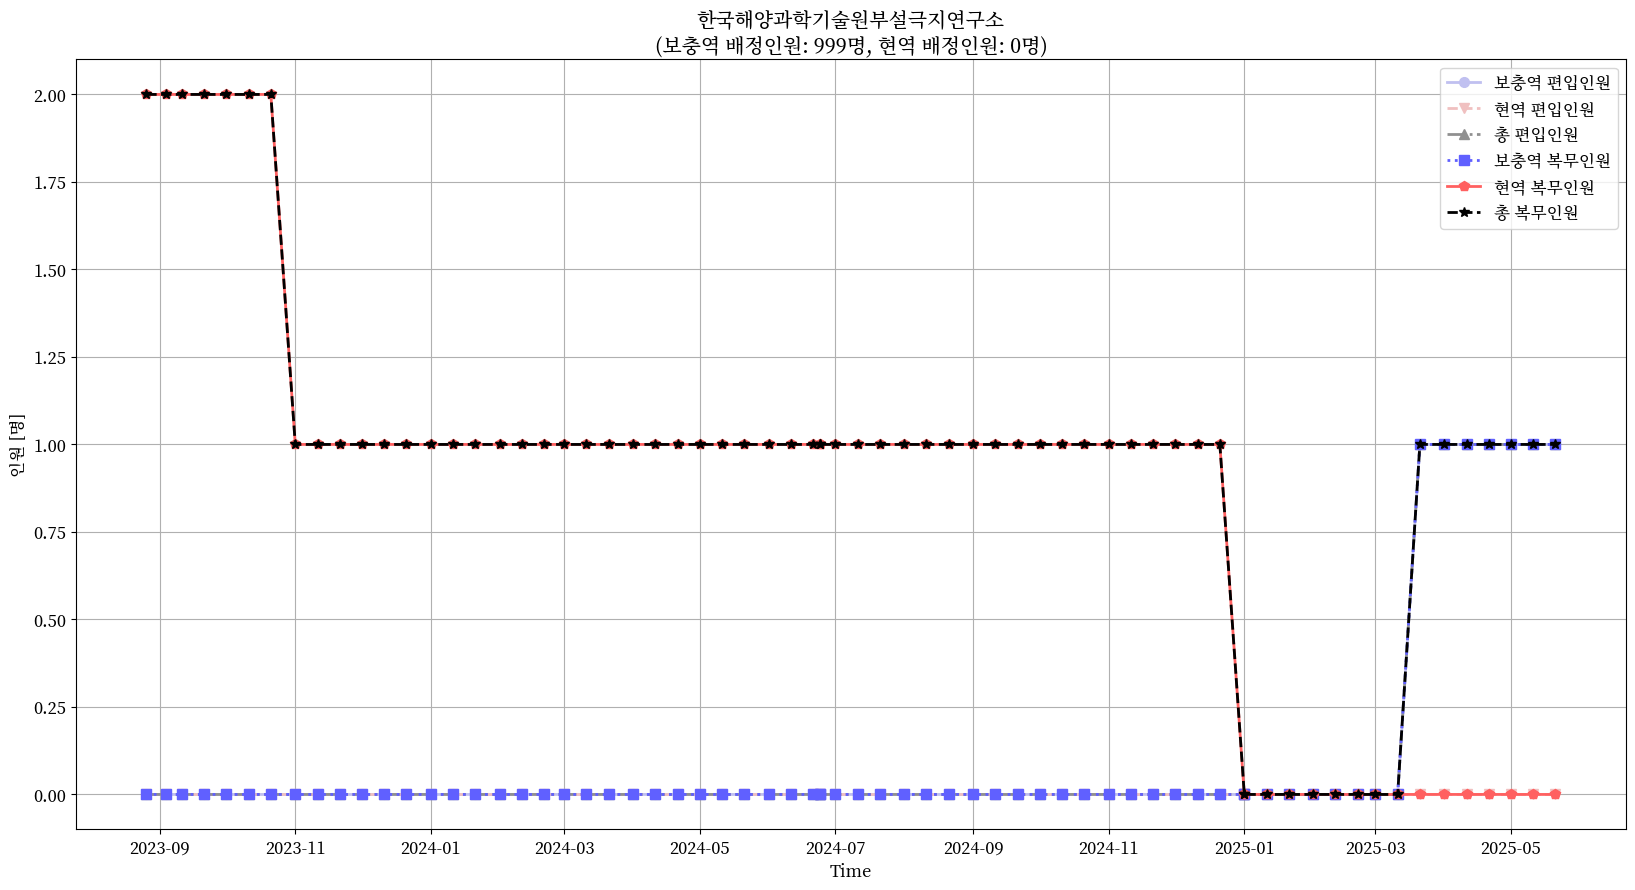 한국해양과학기술원부설극지연구소
(보충역 배정인원: 999명, 현역 배정인원: 0명)
보충역 편입인원
현역 편입인원
총 편입인원
보충역 복무인원
현역 복무인원
총 복무인원
2.00
1.75
1.50
1.25
1.00
0.75
0.50
0.25
0.00
인원 [명]
2023-09 2023-11 2024-01 2024-03 2024-05 2024-07 2024-09 2024-11 2025-01 2025-03 2025-05
Time